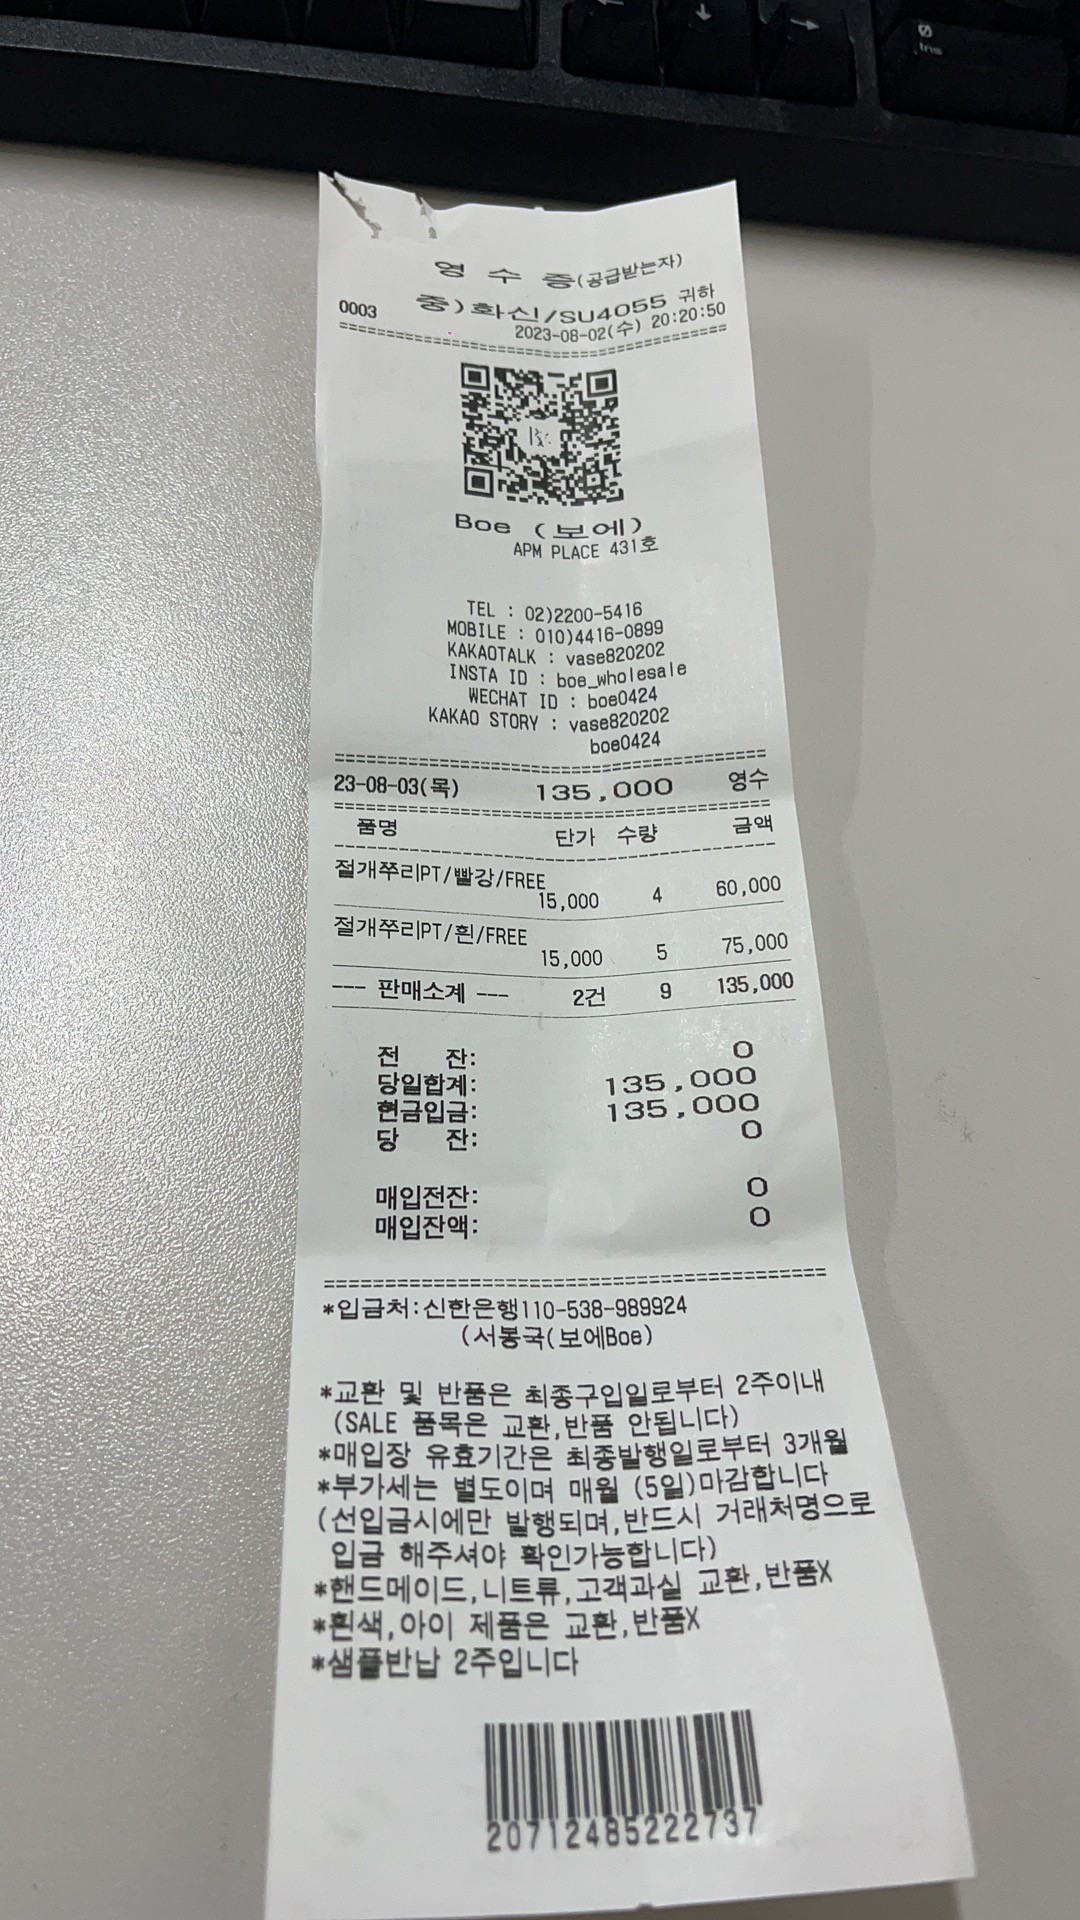 영 수 증(공급받는자)
0003 중)화신/SU4055 귀하
2023-08-02(수) 20:20:50
Boe (보에)
APM PLACE 431호
TEL : 02)2200-5416
MOBILE : 010)4416-0899
KAKAOTALK : vase820202
INSTA ID : boe_wholesale
WECHAT ID : boe0424
KAKAO STORY : vase820202
boe0424
23-08-03(목) 135,000 영수
품명 단가 수량 금액
절개쭈리PT/빨강/FREE
15,000 4 60,000
절개쭈리PT/흰/FREE
15,000 5 75,000
--- 판매소계 --- 2건 9 135,000
전 잔: 0
당일합계: 135,000
현금입금: 135,000
당 잔: 0
매입전잔: 0
매입잔액: 0
*입금처:신한은행110-538-989924
(서봉국(보에Boe)
*교환 및 반품은 최종구입일로부터 2주이내
(SALE 품목은 교환,반품 안됩니다)
*매입장 유효기간은 최종발행일로부터 3개월
*부가세는 별도이며 매월 (5일)마감합니다
(선입금시에만 발행되며,반드시 거래처명으로
입금 해주셔야 확인가능합니다)
*핸드메이드,니트류,고객과실 교환,반품X
*흰색,아이 제품은 교환,반품X
*샘플반납 2주입니다
20712485222737
← ↓ →
0
Ins